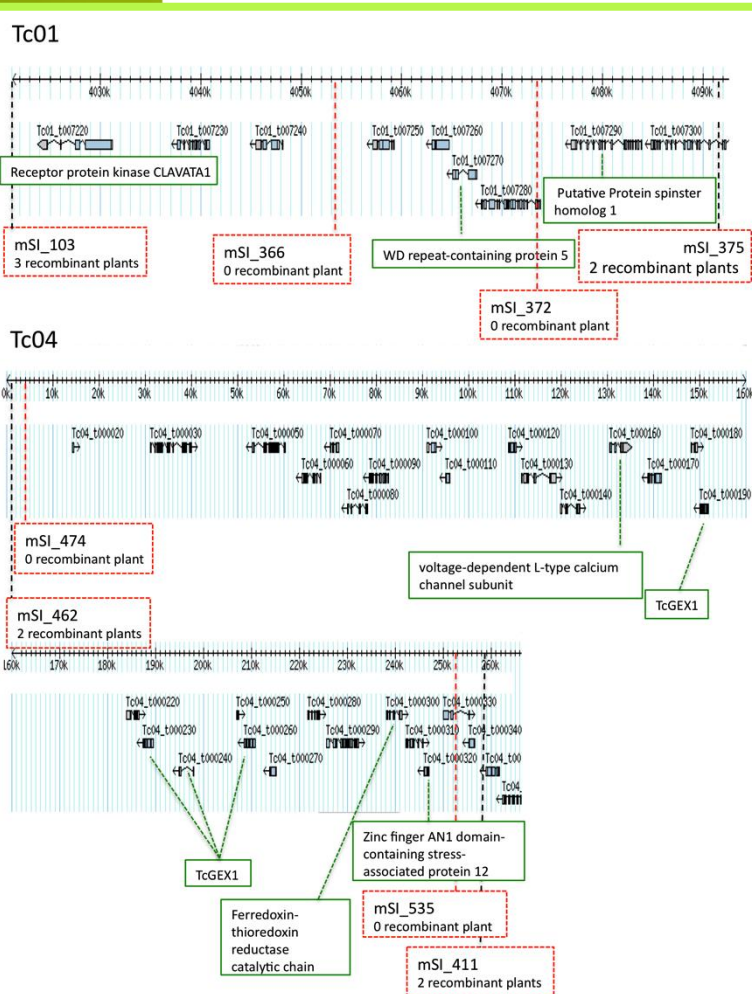 Tc01
4030k 4040k 4050k 4060k 4070k 4080k 4090k
Tc01_t007220 Tc01_t007230 Tc01_t007240 Tc01_t007250 Tc01_t007260 Tc01_t007290 Tc01_t007300
Tc01_t007270
Tc01_t007280
Receptor protein kinase CLAVATA1
Putative Protein spinster
homolog 1
WD repeat-containing protein 5
mSI_103
3 recombinant plants
mSI_366
0 recombinant plant
mSI_375
2 recombinant plants
mSI_372
0 recombinant plant
Tc04
0k 10k 20k 30k 40k 50k 60k 70k 80k 90k 100k 110k 120k 130k 140k 150k 160k
Tc04_t000020 Tc04_t000030 Tc04_t000050 Tc04_t000070 Tc04_t000100 Tc04_t000120 Tc04_t000160 Tc04_t000180
Tc04_t000060 Tc04_t000090 Tc04_t000110 Tc04_t000130 Tc04_t000170
Tc04_t000080 Tc04_t000140 Tc04_t000190
mSI_474
0 recombinant plant
voltage-dependent L-type calcium
channel subunit
TcGEX1
mSI_462
2 recombinant plants
160k 170k 180k 190k 200k 210k 220k 230k 240k 250k 260k
Tc04_t000220 Tc04_t000250 Tc04_t000280 Tc04_t000300 Tc04_t000330
Tc04_t000230 Tc04_t000260 Tc04_t000290 Tc04_t000310 Tc04_t000340
Tc04_t000240 Tc04_t000270 Tc04_t000320 Tc04_t00
Tc04_
TcGEX1
Zinc finger AN1 domain-
containing stress-
associated protein 12
Ferredoxin-
thioredoxin
reductase
catalytic chain
mSI_535
0 recombinant plant
mSI_411
2 recombinant plants